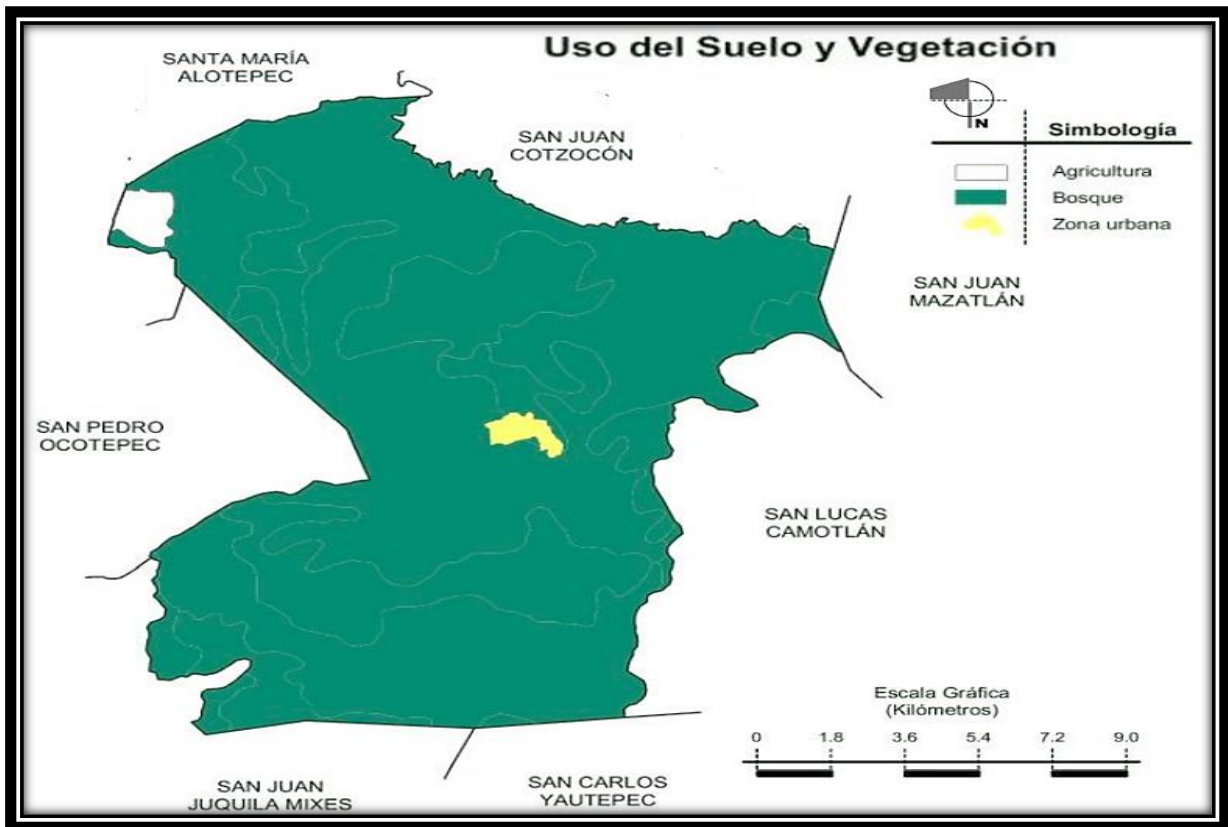 Uso del Suelo y Vegetación
SANTA MARÍA
ALOTEPEC
SAN JUAN
COTZOCÓN
N
Simbología
Agricultura
Bosque
Zona urbana
SAN JUAN
MAZATLÁN
SAN PEDRO
OCOTEPEC
SAN LUCAS
CAMOTLÁN
Escala Gráfica
(Kilómetros)
0 1.8 3.6 5.4 7.2 9.0
SAN JUAN
JUQUILA MIXES
SAN CARLOS
YAUTEPEC